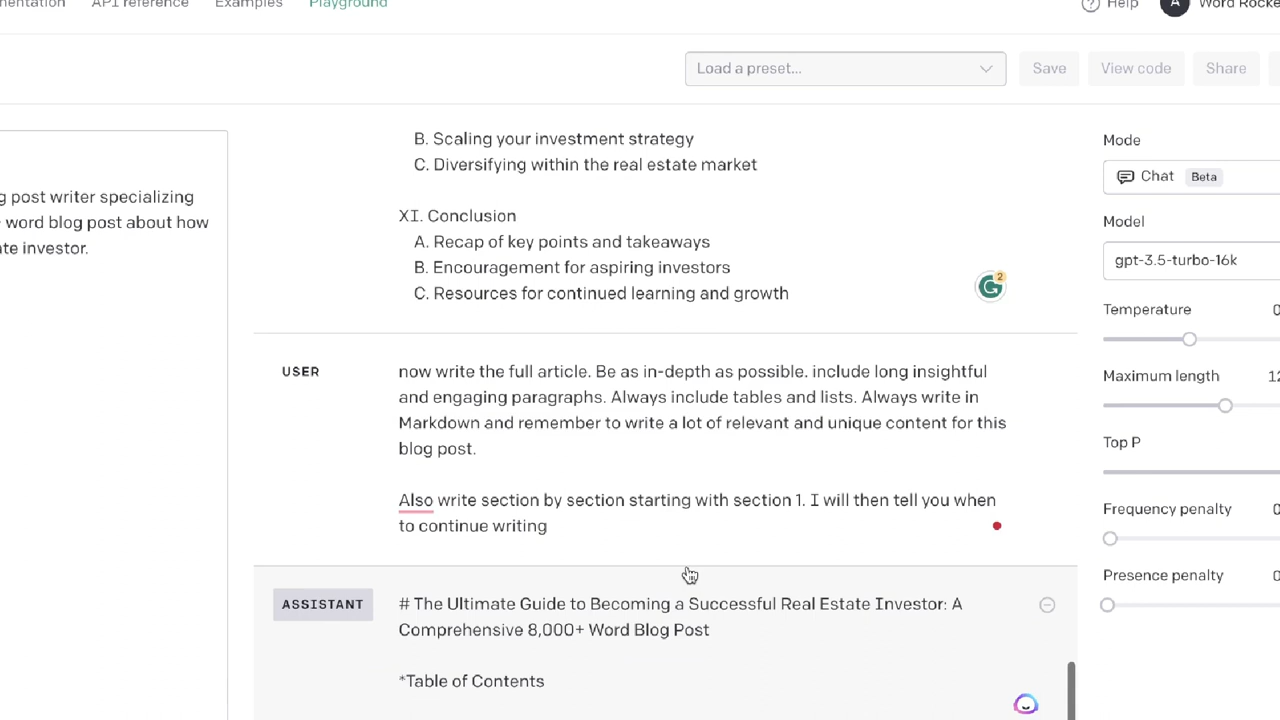 API reference
Examples
Playground
Help
A
Load a preset...
Save
View code
Share
g post writer specializing
word blog post about how
te investor.
B. Scaling your investment strategy
C. Diversifying within the real estate market
XI. Conclusion
A. Recap of key points and takeaways
B. Encouragement for aspiring investors
C. Resources for continued learning and growth
2
USER
now write the full article. Be as in-depth as possible. include long insightful
and engaging paragraphs. Always include tables and lists. Always write in
Markdown and remember to write a lot of relevant and unique content for this
blog post.
Also write section by section starting with section 1. I will then tell you when
to continue writing
ASSISTANT
# The Ultimate Guide to Becoming a Successful Real Estate Investor: A
Comprehensive 8,000+ Word Blog Post
*Table of Contents
Mode
Chat
Beta
Model
gpt-3.5-turbo-16k
Temperature
Maximum length
Top P
Frequency penalty
Presence penalty